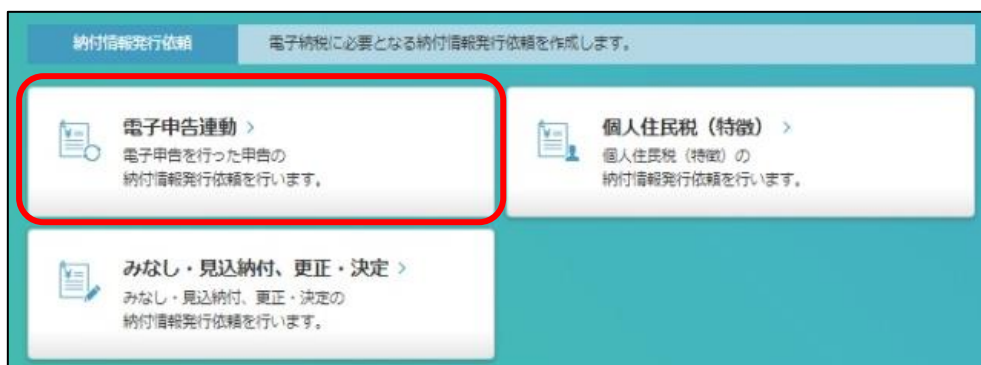 納付情報発行依頼
電子納税に必要となる納付情報発行依頼を作成します。
電子申告連動 >
電子申告を行った申告の
納付情報発行依頼を行います。
個人住民税（特徴） >
個人住民税（特徴）の
納付情報発行依頼を行います。
みなし・見込納付、更正・決定 >
みなし・見込納付、更正・決定の
納付情報発行依頼を行います。